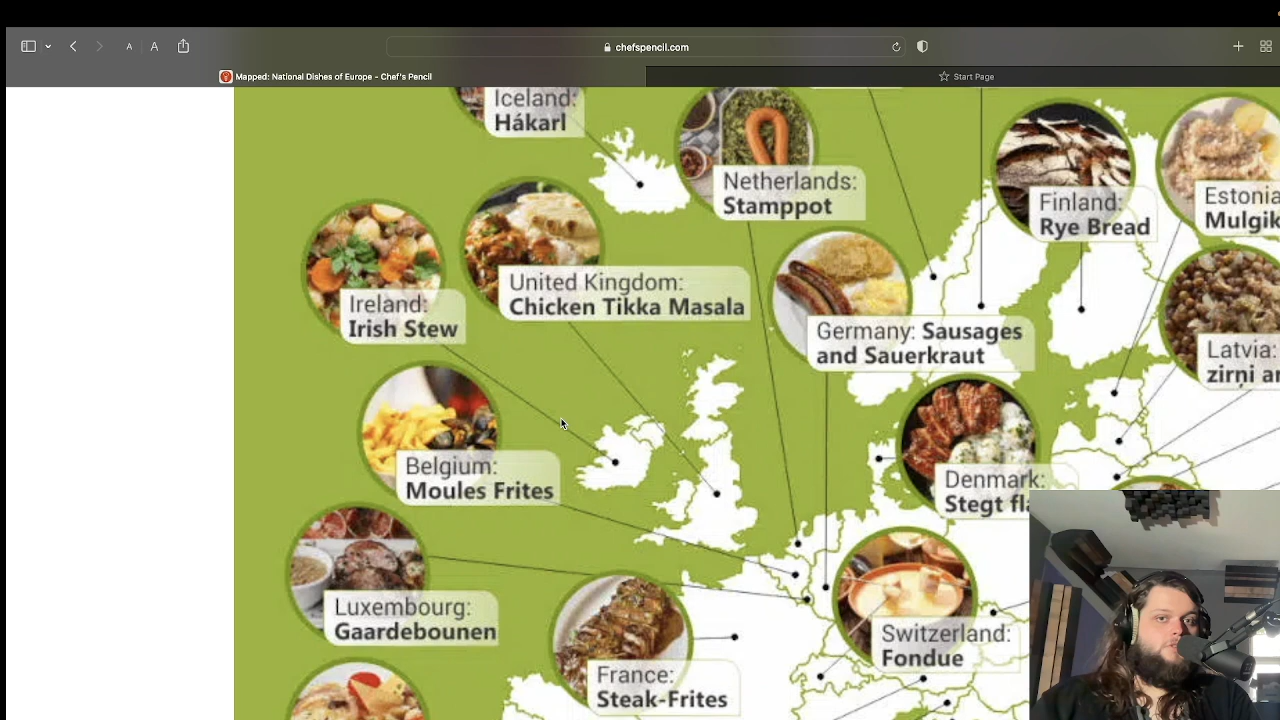 A
A
chefspencil.com
Mapped: National Dishes of Europe - Chef's Pencil
Start Page
Iceland:
Hákarl
Netherlands:
Stamppot
Finland:
Rye Bread
Estonia
Mulgik
Ireland:
Irish Stew
United Kingdom:
Chicken Tikka Masala
Germany: Sausages
and Sauerkraut
Latvia:
zirņi ar
Belgium:
Moules Frites
Denmark:
Stegt fl
Luxembourg:
Gaardebounen
Switzerland:
Fondue
France:
Steak-Frites